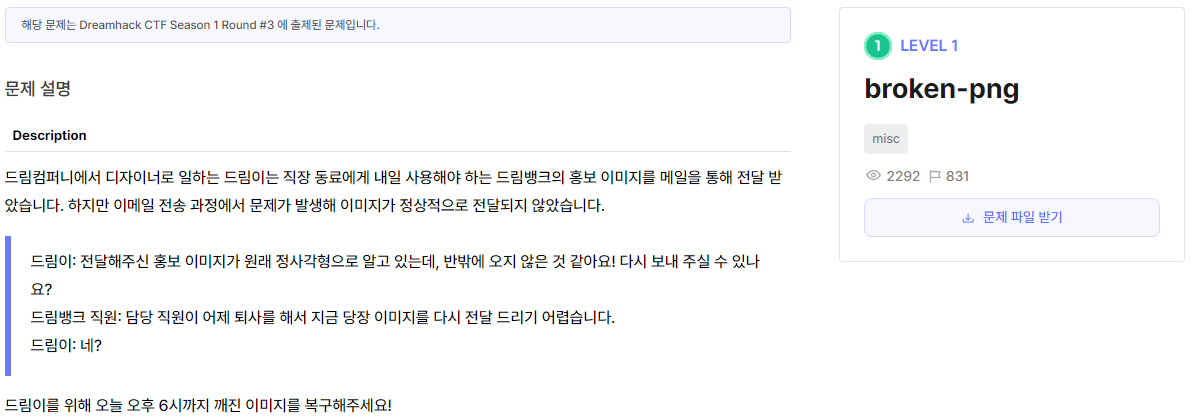 해당 문제는 Dreamhack CTF Season 1 Round #3 에 출제된 문제입니다.
문제 설명
Description
드림컴퍼니에서 디자이너로 일하는 드림이는 직장 동료에게 내일 사용해야 하는 드림뱅크의 홍보 이미지를 메일을 통해 전달 받
았습니다. 하지만 이메일 전송 과정에서 문제가 발생해 이미지가 정상적으로 전달되지 않았습니다.
드림이: 전달해주신 홍보 이미지가 원래 정사각형으로 알고 있는데, 반밖에 오지 않은 것 같아요! 다시 보내 주실 수 있나
요?
드림뱅크 직원: 담당 직원이 어제 퇴사를 해서 지금 당장 이미지를 다시 전달 드리기 어렵습니다.
드림이: 네?
드림이를 위해 오늘 오후 6시까지 깨진 이미지를 복구해주세요!
1 LEVEL 1
broken-png
misc
2292 831
문제 파일 받기